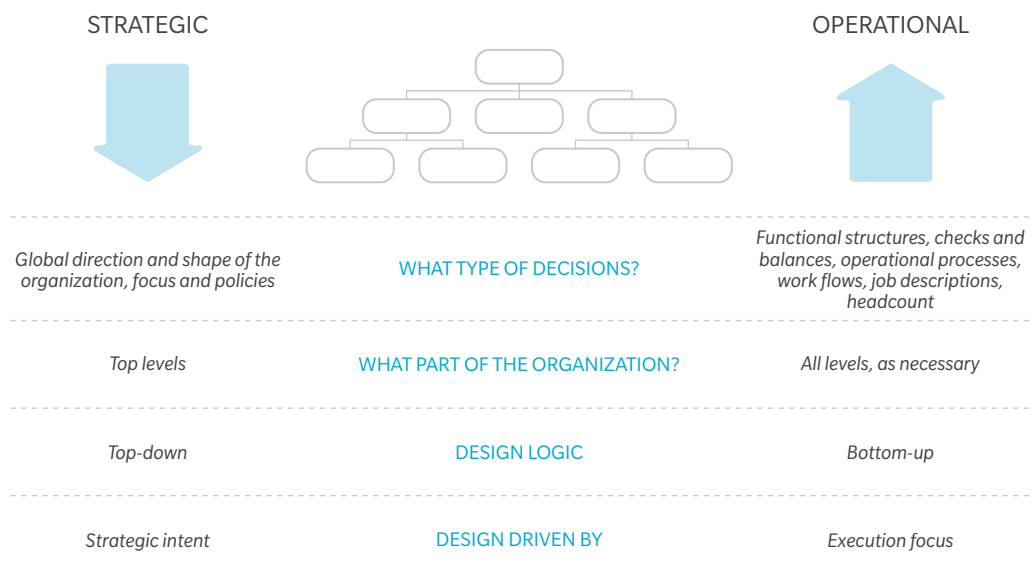 STRATEGIC
OPERATIONAL
Global direction and shape of the
organization, focus and policies
WHAT TYPE OF DECISIONS?
Functional structures, checks and
balances, operational processes,
work flows, job descriptions,
headcount
Top levels
WHAT PART OF THE ORGANIZATION?
All levels, as necessary
Top-down
DESIGN LOGIC
Bottom-up
Strategic intent
DESIGN DRIVEN BY
Execution focus